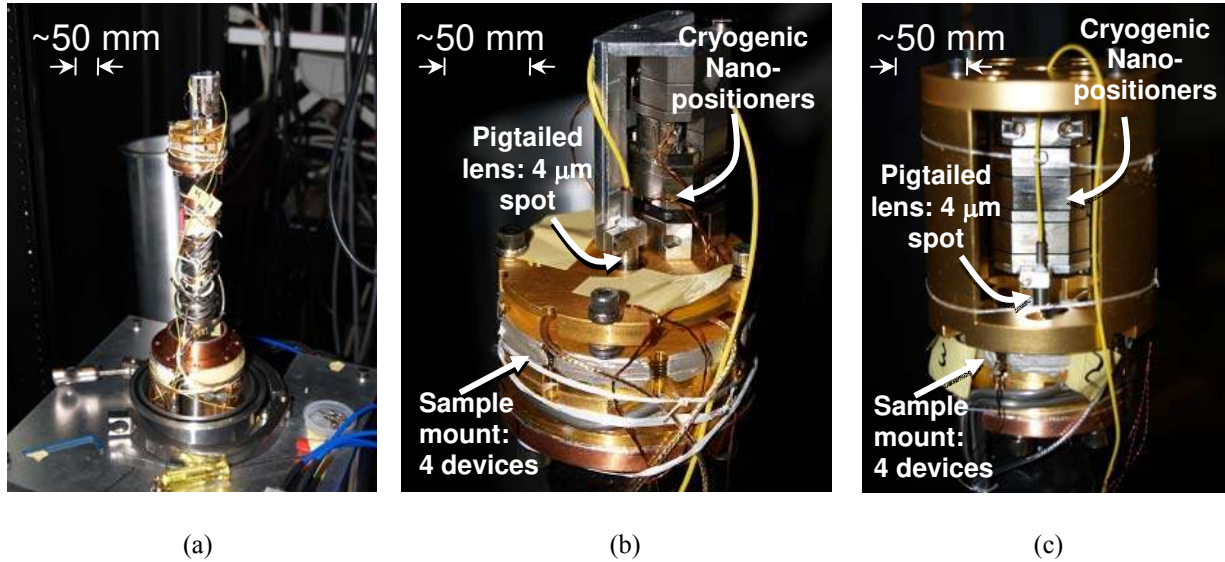 ~50 mm
~50 mm
Cryogenic
Nano-
positioners
Pigtailed
lens: 4 μm
spot
Sample
mount:
4 devices
~50 mm
Cryogenic
Nano-
positioners
Pigtailed
lens: 4 μm
spot
Sample
mount:
4 devices
3
(a)
(b)
(c)